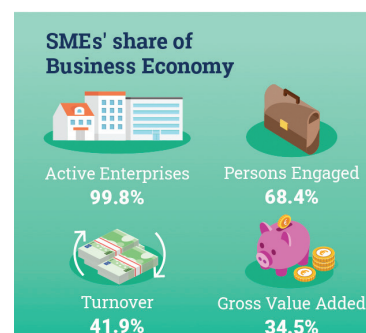 SMEs' share of
Business Economy
Active Enterprises
99.8%
Persons Engaged
68.4%
Turnover
41.9%
Gross Value Added
34.5%